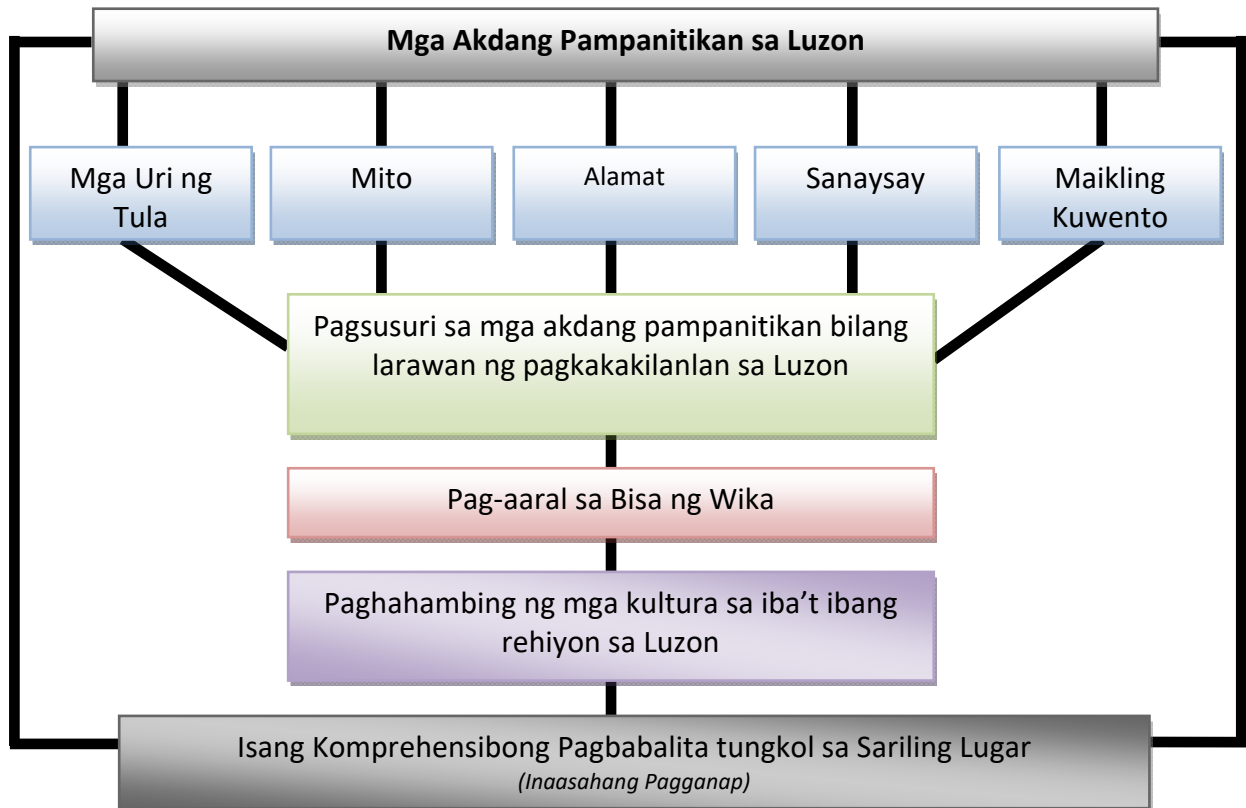 Mga Akdang Pampanitikan sa Luzon
Mga Uri ng
Tula
Mito
Alamat
Sanaysay
Maikling
Kuwento
Pagsusuri sa mga akdang pampanitikan bilang
larawan ng pagkakakilanlan sa Luzon
Pag-aaral sa Bisa ng Wika
Paghahambing ng mga kultura sa iba’t ibang
rehiyon sa Luzon
Isang Komprehensibong Pagbabalita tungkol sa Sariling Lugar
(Inaasahang Pagganap)